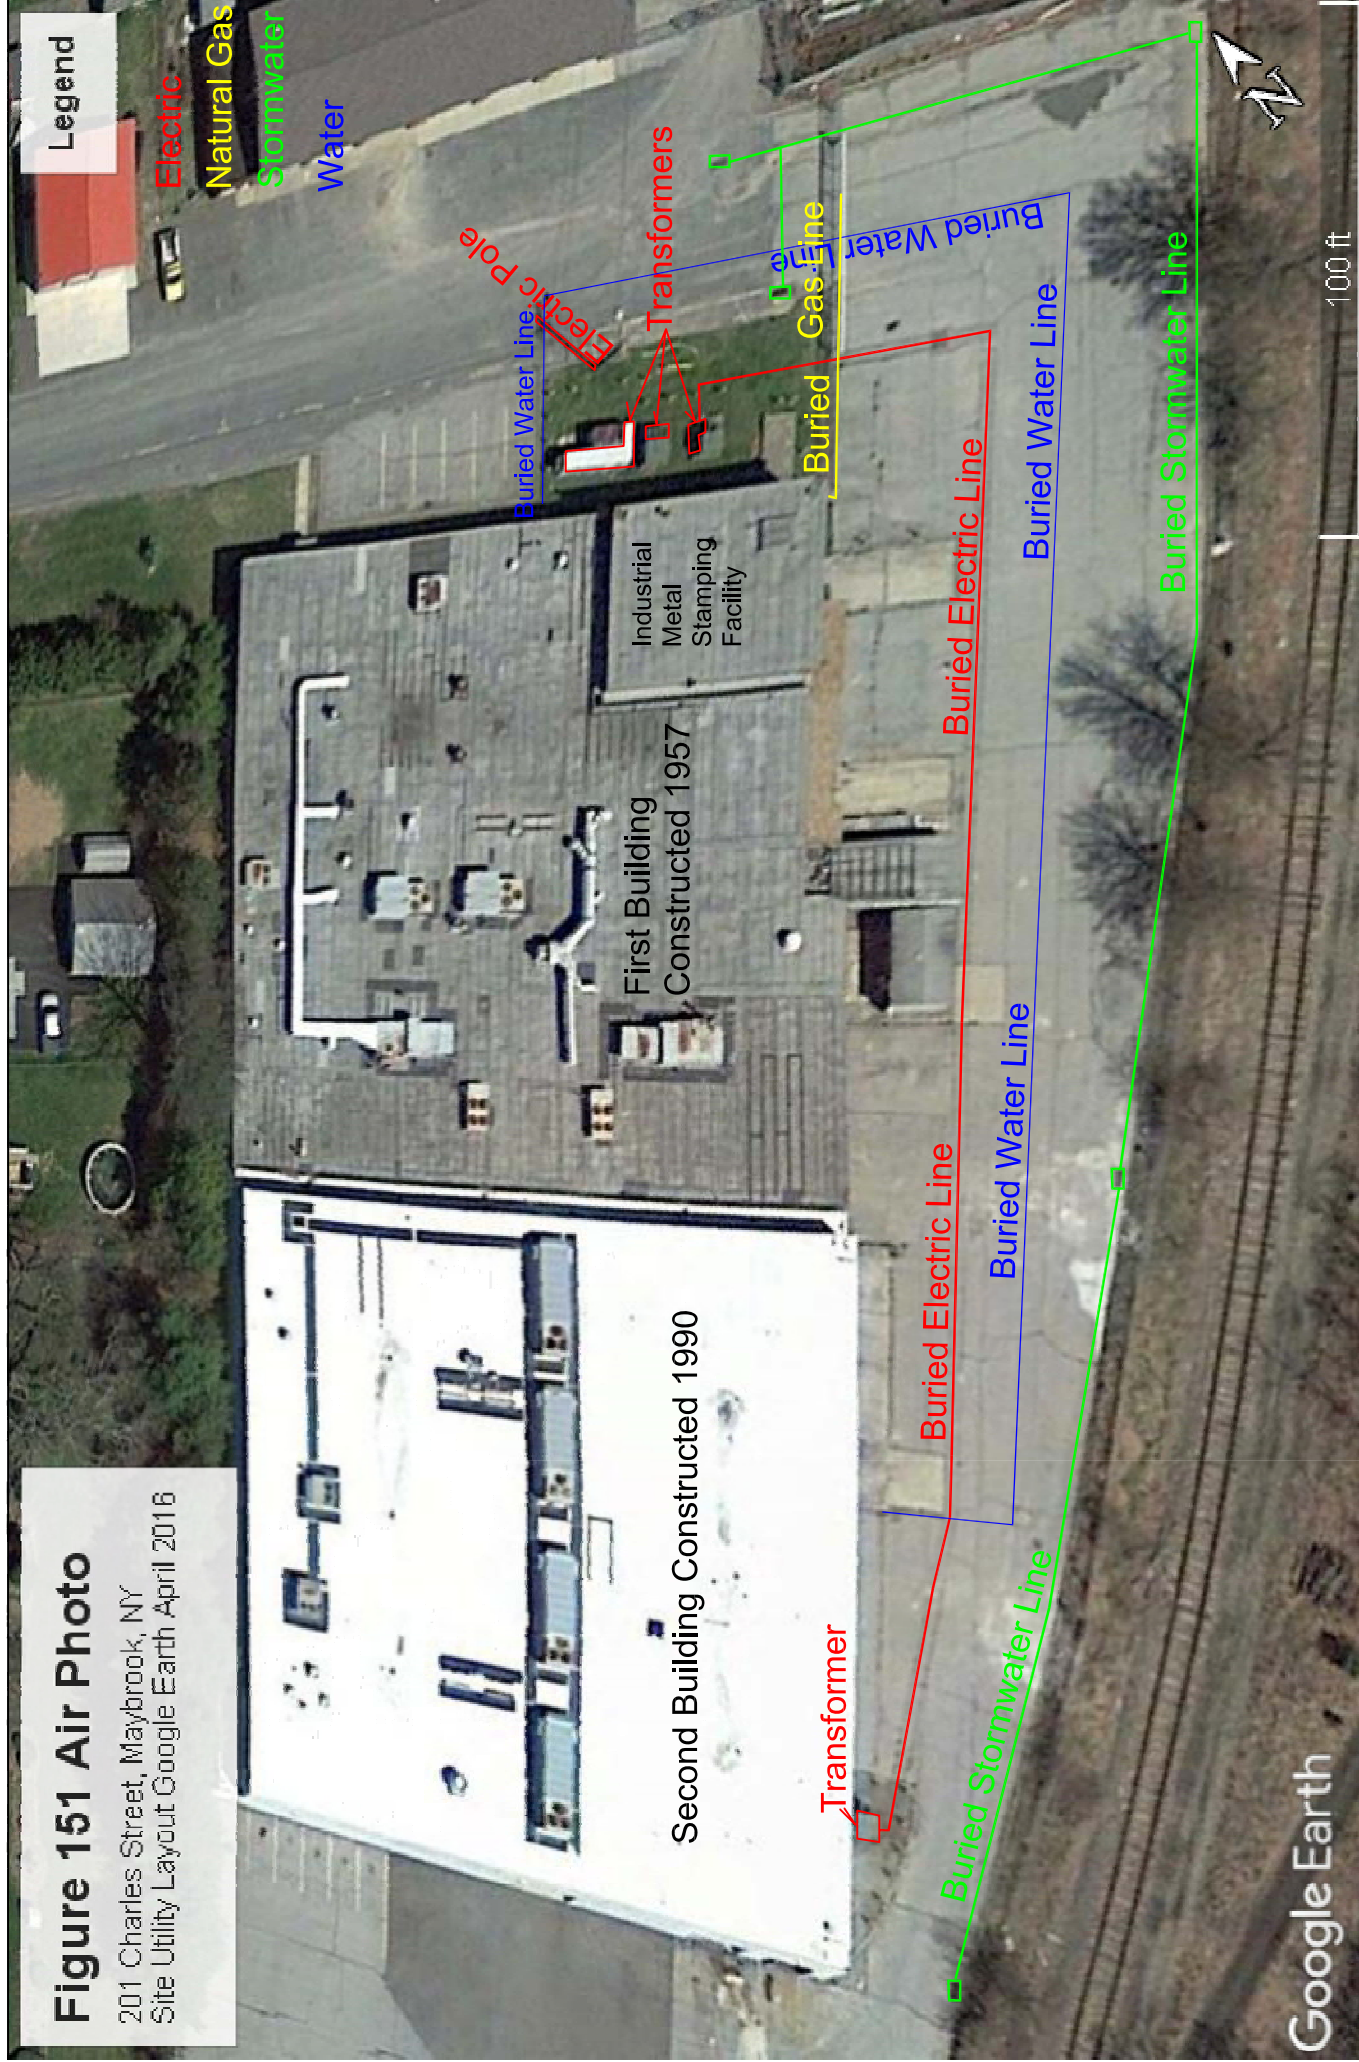 Figure 151 Air Photo
201 Charles Street, Maybrook, NY
Site Utility Layout Google Earth April 2016
Legend
Electric
Natural Gas
Stormwater
Water
Electric Pole
Transformers
Buried Water Line
Buried Water Line
Buried Gas Line
Industrial
Metal
Stamping
Facility
First Building
Constructed 1957
Second Building Constructed 1990
Transformer
Buried Electric Line
Buried Electric Line
Buried Water Line
Buried Water Line
Buried Stormwater Line
Buried Stormwater Line
N
100 ft
Google Earth